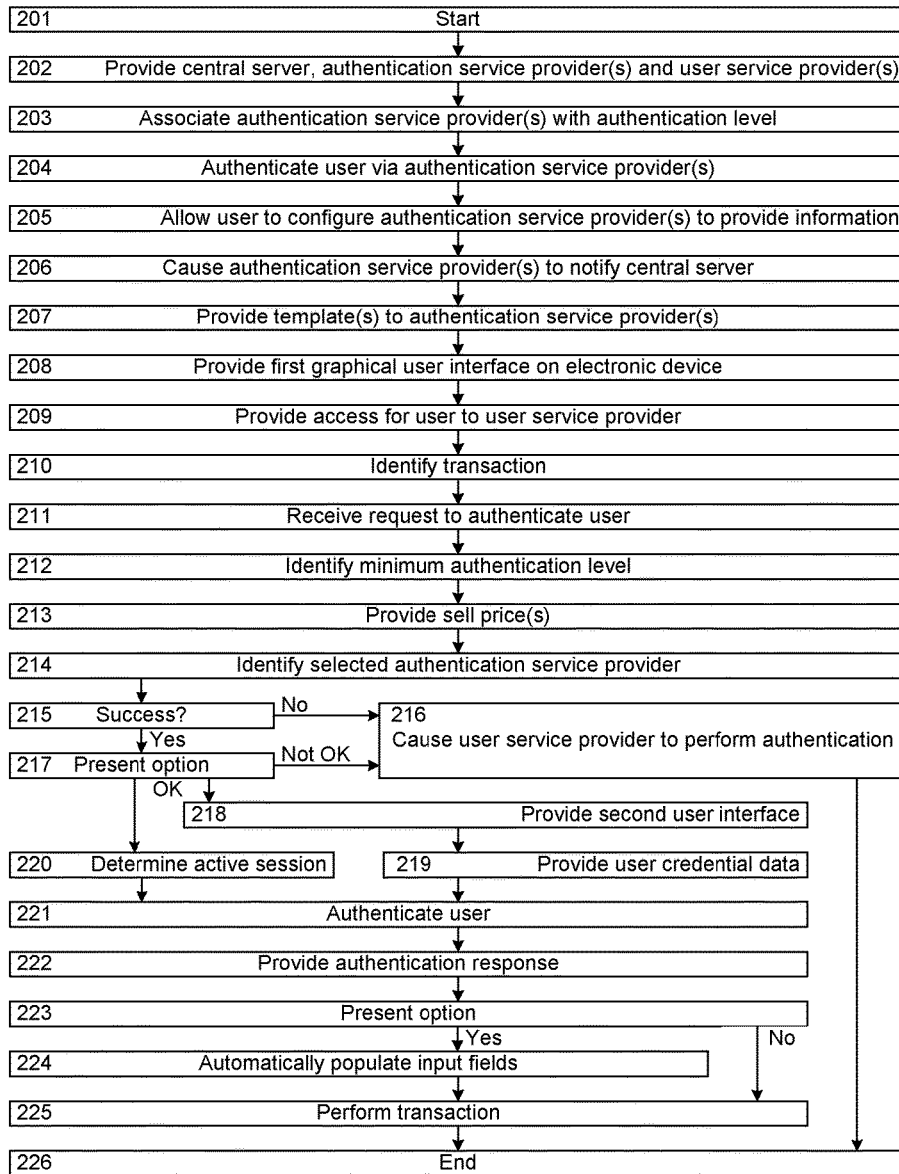 201 Start
202 Provide central server, authentication service provider(s) and user service provider(s)
203 Associate authentication service provider(s) with authentication level
204 Authenticate user via authentication service provider(s)
205 Allow user to configure authentication service provider(s) to provide information
206 Cause authentication service provider(s) to notify central server
207 Provide template(s) to authentication service provider(s)
208 Provide first graphical user interface on electronic device
209 Provide access for user to user service provider
210 Identify transaction
211 Receive request to authenticate user
212 Identify minimum authentication level
213 Provide sell price(s)
214 Identify selected authentication service provider
215 Success?
No
216
Cause user service provider to perform authentication
Yes
217 Present option
Not OK
OK
218 Provide second user interface
220 Determine active session
219 Provide user credential data
221 Authenticate user
222 Provide authentication response
223 Present option
Yes
No
224 Automatically populate input fields
225 Perform transaction
226 End